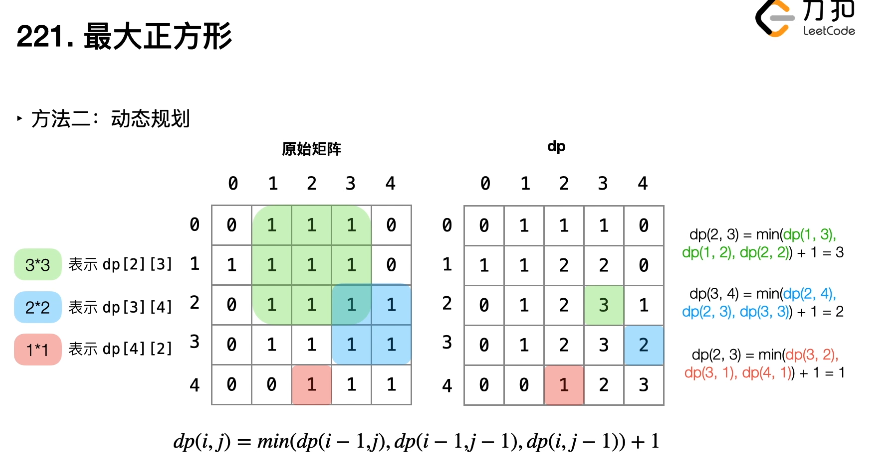 力扣
LeetCode
221. 最大正方形
‣ 方法二：动态规划
原始矩阵
dp
0 1 2 3 4
0 1 2 3 4
0 0 1 1 1 0
0 0 1 1 1 0
dp(2, 3) = min(dp(1, 3),
dp(1, 2), dp(2, 2)) + 1 = 3
3*3 表示 dp[2][3]
1 1 1 1 1 0
1 1 1 2 2 0
2*2 表示 dp[3][4]
2 0 1 1 1 1
2 0 1 2 3 1
dp(3, 4) = min(dp(2, 4),
dp(2, 3), dp(3, 3)) + 1 = 2
1*1 表示 dp[4][2]
3 0 1 1 1 1
3 0 1 2 3 2
dp(2, 3) = min(dp(3, 2),
dp(3, 1), dp(4, 1)) + 1 = 1
4 0 0 1 1 1
4 0 0 1 2 3
dp(i, j) = min(dp(i − 1,j), dp(i − 1,j − 1), dp(i, j − 1)) + 1